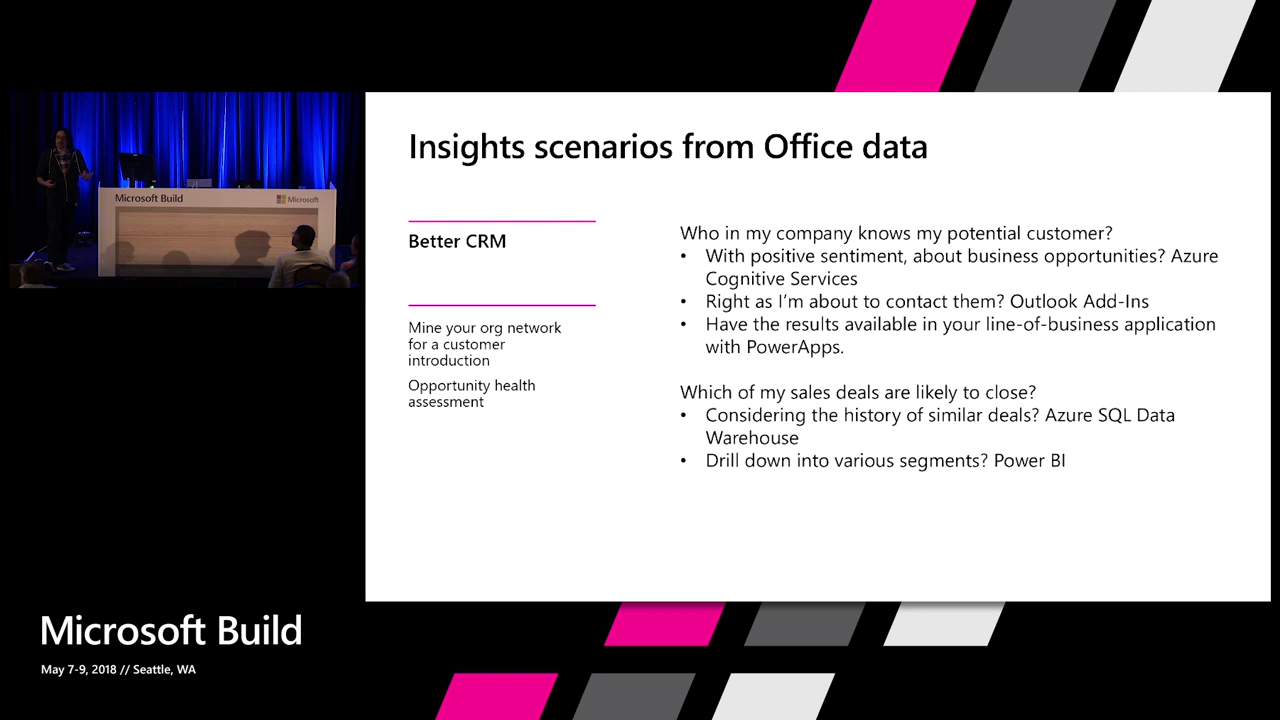 Insights scenarios from Office data
Microsoft Build
Microsoft
Better CRM
Mine your org network
for a customer
introduction
Opportunity health
assessment
Who in my company knows my potential customer?
• With positive sentiment, about business opportunities? Azure
Cognitive Services
• Right as I'm about to contact them? Outlook Add-Ins
• Have the results available in your line-of-business application
with PowerApps.
Which of my sales deals are likely to close?
• Considering the history of similar deals? Azure SQL Data
Warehouse
• Drill down into various segments? Power BI
Microsoft Build
May 7-9, 2018 // Seattle, WA